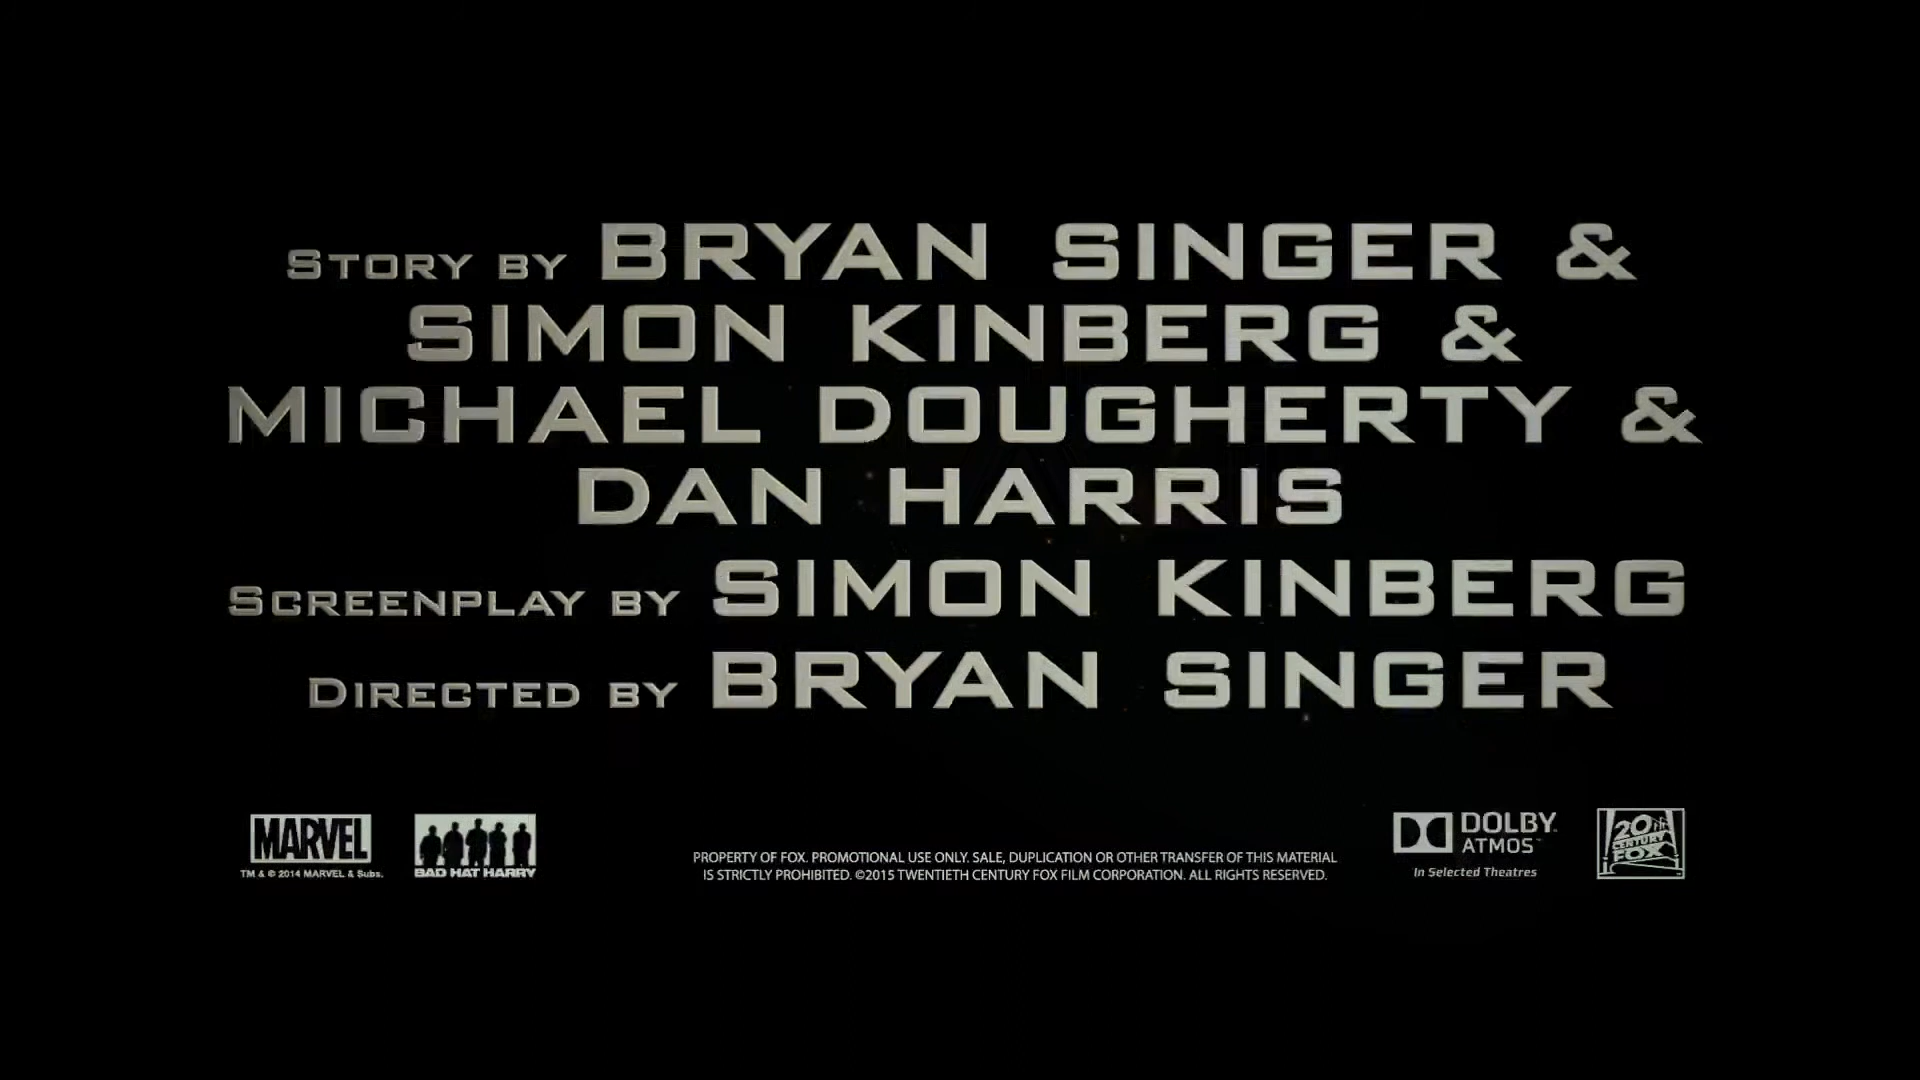 STORY BY BRYAN SINGER &
SIMON KINBERG &
MICHAEL DOUGHERTY &
DAN HARRIS
SCREENPLAY BY SIMON KINBERG
DIRECTED BY BRYAN SINGER
MARVEL
TM & © 2014 MARVEL & Subs.
BAD HAT HARRY
PROPERTY OF FOX. PROMOTIONAL USE ONLY. SALE, DUPLICATION OR OTHER TRANSFER OF THIS MATERIAL
IS STRICTLY PROHIBITED. ©2015 TWENTIETH CENTURY FOX FILM CORPORATION. ALL RIGHTS RESERVED.
DOLBY
ATMOS™
In Selected Theatres
20th
CENTURY
FOX